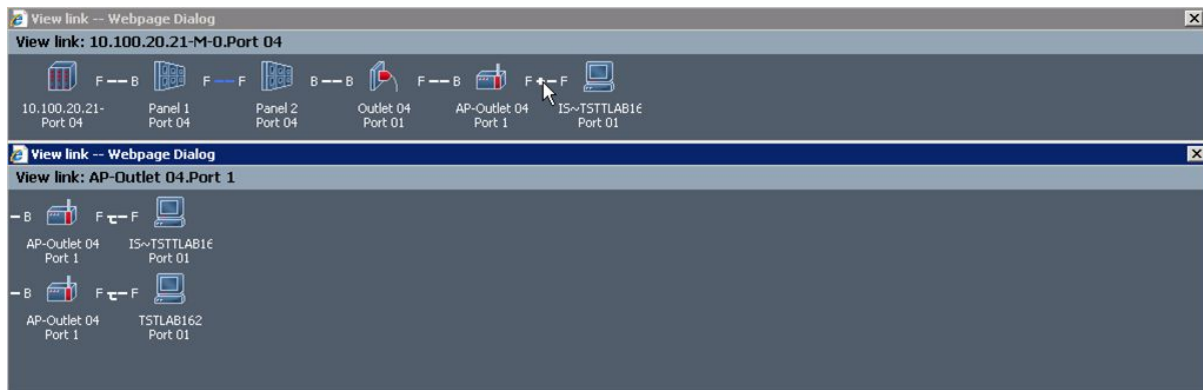 View link -- Webpage Dialog
View link: 10.100.20.21-M-0.Port 04
F B F F B B F B F F
10.100.20.21- Panel 1 Panel 2 Outlet 04 AP-Outlet 04 IS~TSTTLAB16
Port 04 Port 04 Port 04 Port 01 Port 1 Port 01
View link -- Webpage Dialog
View link: AP-Outlet 04.Port 1
B F F
AP-Outlet 04 IS~TSTTLAB16
Port 1 Port 01
B F F
AP-Outlet 04 TSTLAB162
Port 1 Port 01